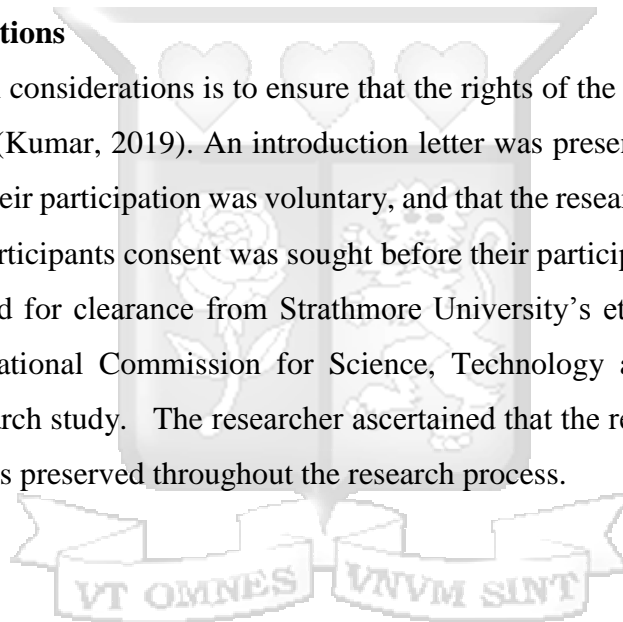 tions
considerations is to ensure that the rights of the
(Kumar, 2019). An introduction letter was presen
eir participation was voluntary, and that the resear
rticipants consent was sought before their particip
d for clearance from Strathmore University’s et
ational Commission for Science, Technology a
arch study. The researcher ascertained that the re
s preserved throughout the research process.
VT OMNES VNVM SINT